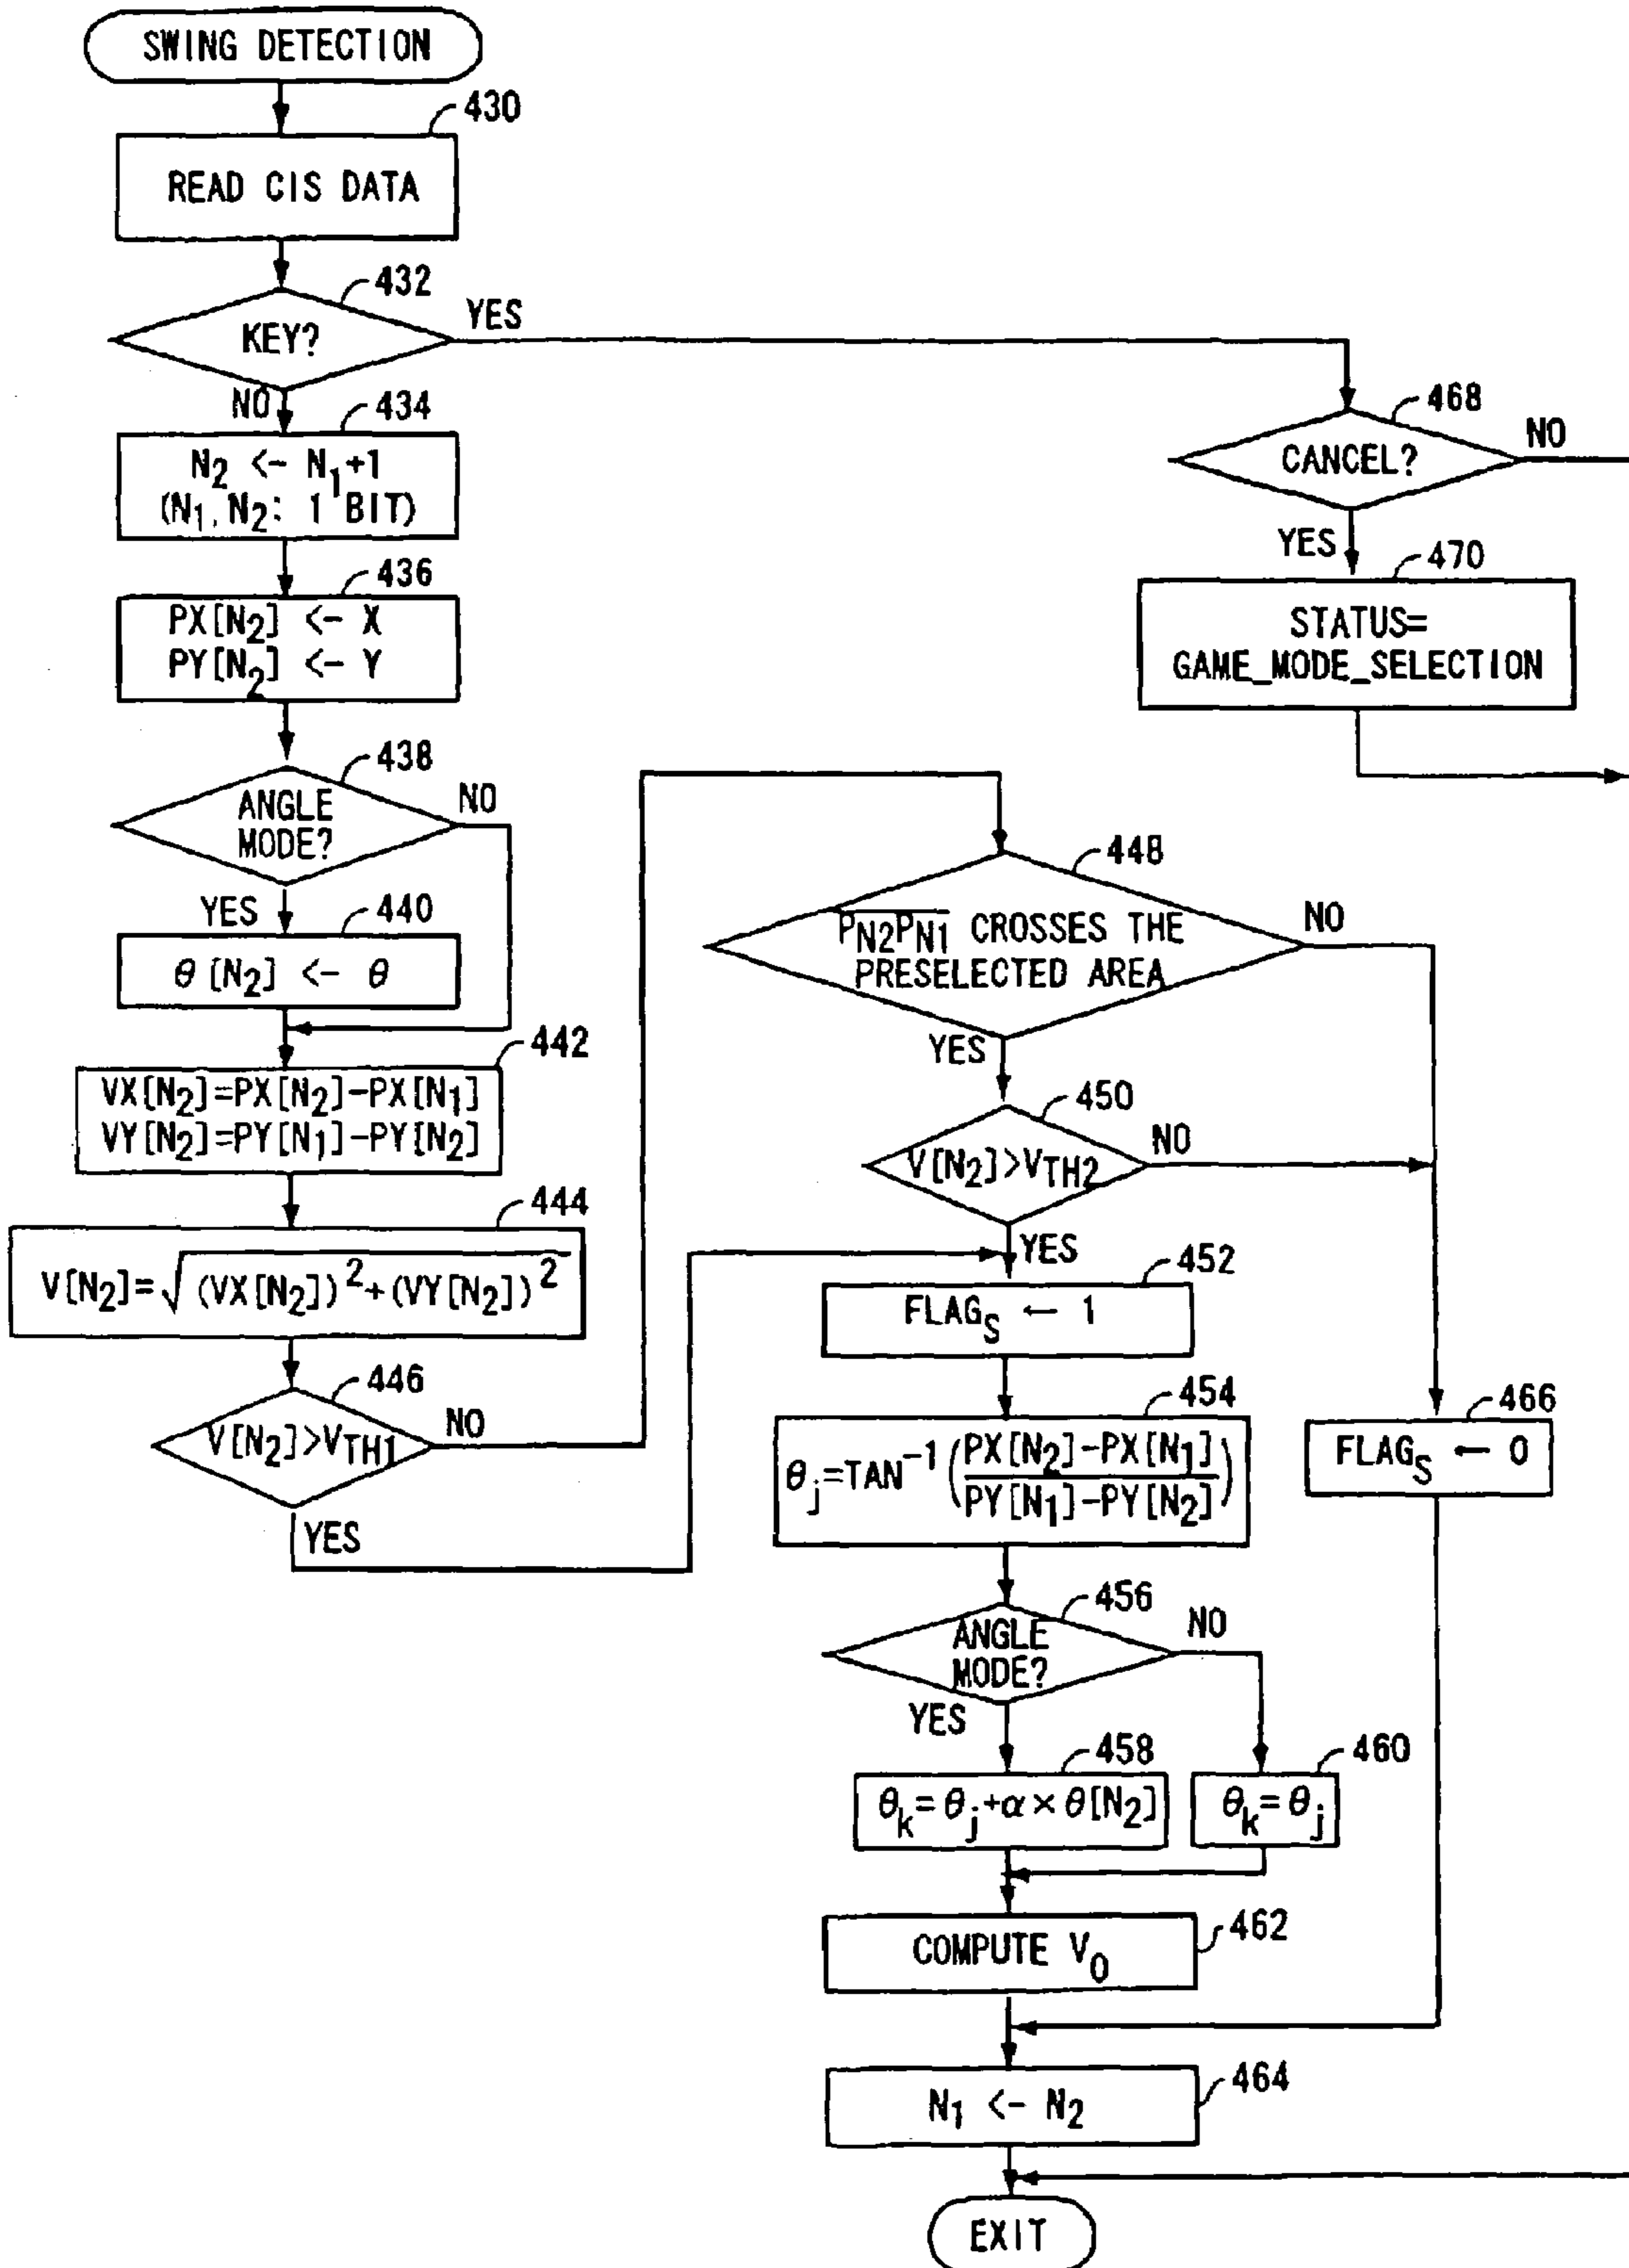 SWING DETECTION
430
READ CIS DATA
432
KEY?
YES
NO
434
N₂ <- N₁+1
(N₁, N₂: 1 BIT)
436
PX[N₂] <- X
PY[N₂] <- Y
438
ANGLE
MODE?
NO
YES
440
θ[N₂] <- θ
442
VX[N₂]=PX[N₂]-PX[N₁]
VY[N₂]=PY[N₁]-PY[N₂]
444
V[N₂]=√(VX[N₂])²+(VY[N₂])²
446
V[N₂]>V_TH1
NO
YES
468
CANCEL?
NO
YES
470
STATUS=
GAME_MODE_SELECTION
448
P_N2P_N1 CROSSES THE
PRESELECTED AREA
NO
YES
450
V[N₂]>V_TH2
NO
YES
452
FLAG_S ← 1
454
θj=TAN⁻¹(PX[N₂]-PX[N₁]
PY[N₁]-PY[N₂])
466
FLAG_S ← 0
456
ANGLE
MODE?
NO
YES
458
θk=θj+α×θ[N₂]
460
θk=θj
462
COMPUTE V₀
464
N₁ <- N₂
EXIT